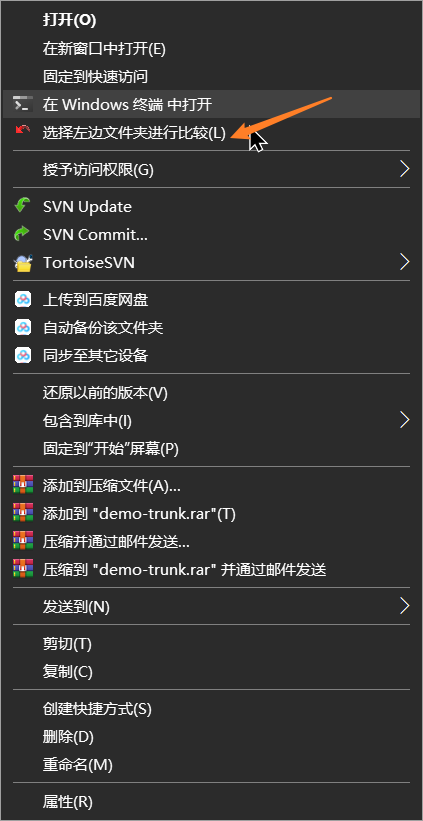 打开(O)
在新窗口中打开(E)
固定到快速访问
在 Windows 终端 中打开
选择左边文件夹进行比较(L)
授予访问权限(G)
SVN Update
SVN Commit...
TortoiseSVN
上传到百度网盘
自动备份该文件夹
同步至其它设备
还原以前的版本(V)
包含到库中(I)
固定到“开始”屏幕(P)
添加到压缩文件(A)...
添加到 "demo-trunk.rar"(T)
压缩并通过邮件发送...
压缩到 "demo-trunk.rar" 并通过邮件发送
发送到(N)
剪切(T)
复制(C)
创建快捷方式(S)
删除(D)
重命名(M)
属性(R)